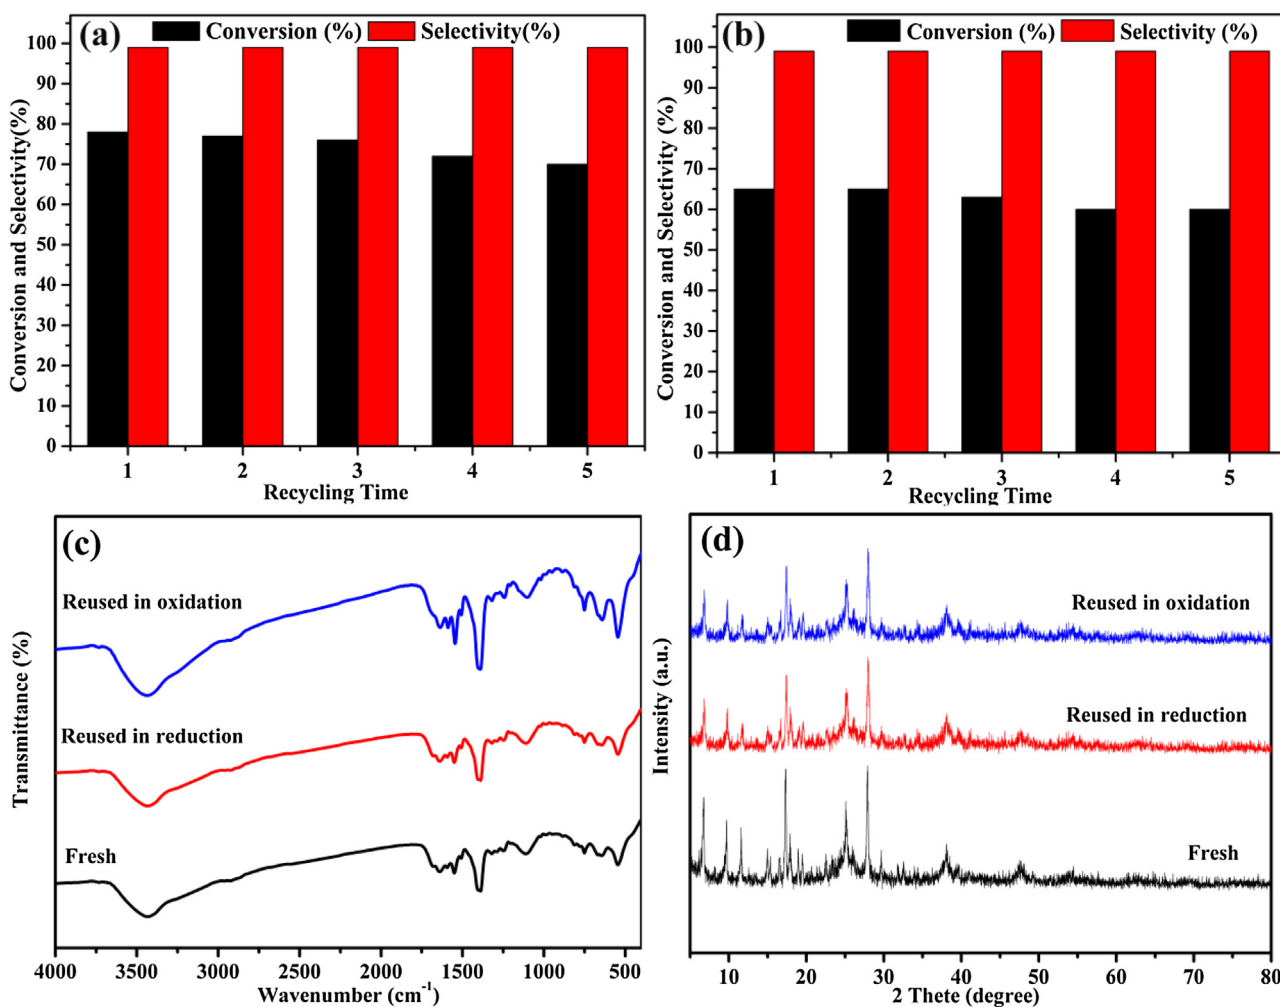 (a)
Conversion (%)
Selectivity(%)
Conversion and Selectivity(%)
100
90
80
70
60
50
40
30
20
10
0
1 2 3 4 5
Recycling Time
(b)
Conversion (%)
Selectivity (%)
Conversion and Selectivity (%)
100
90
80
70
60
50
40
30
20
10
0
1 2 3 4 5
Recycling Time
(c)
Reused in oxidation
Reused in reduction
Fresh
Transmittance (%)
4000 3500 3000 2500 2000 1500 1000 500
Wavenumber (cm⁻¹)
(d)
Reused in oxidation
Reused in reduction
Fresh
Intensity (a.u.)
10 20 30 40 50 60 70 80
2 Thete (degree)